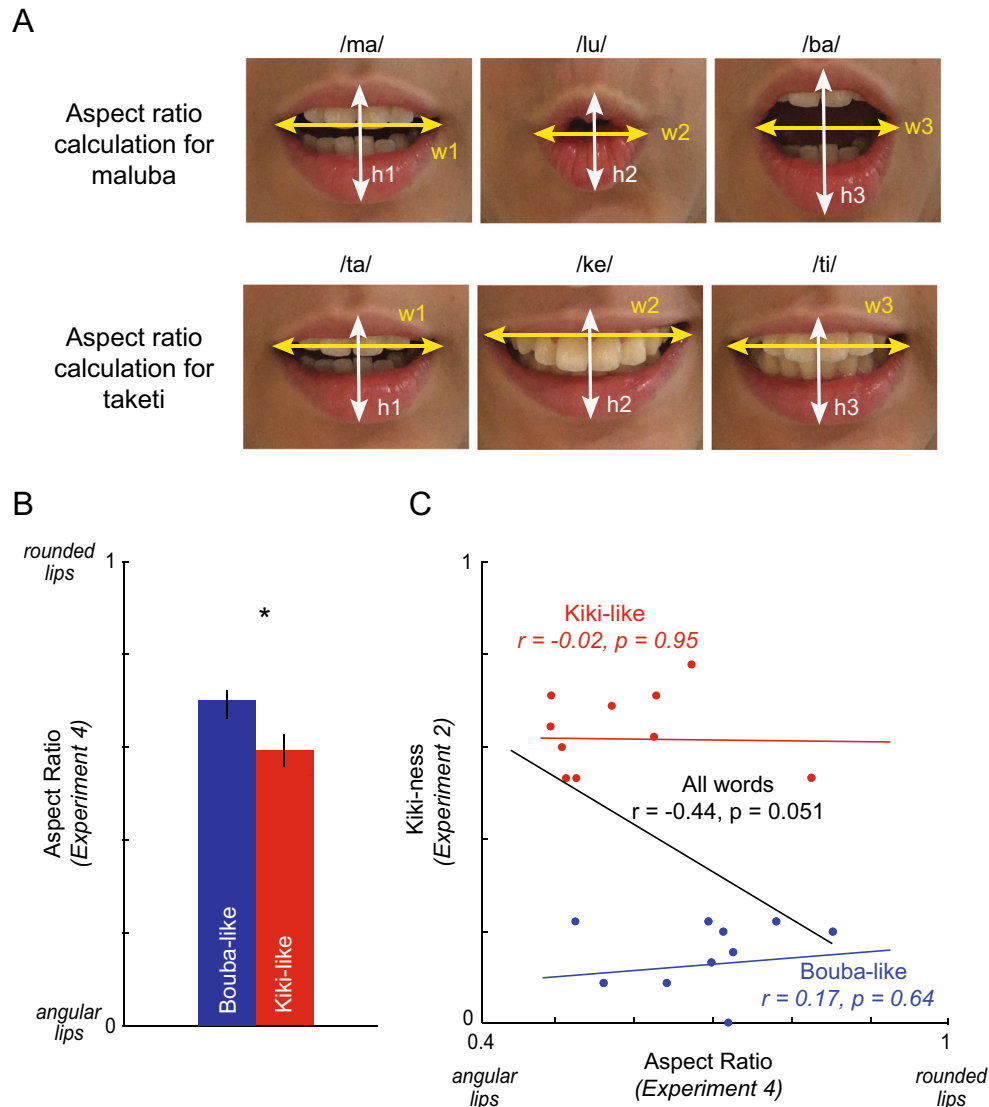 A
/ma/
/lu/
/ba/
Aspect ratio
calculation for
maluba
w1
h1
w2
h2
w3
h3
/ta/
/ke/
/ti/
Aspect ratio
calculation for
taketi
w1
h1
w2
h2
w3
h3
B
rounded
lips
1
*
Aspect Ratio
(Experiment 4)
Bouba-like
Kiki-like
angular
lips
0
C
1
Kiki-like
r = -0.02, p = 0.95
Kiki-ness
(Experiment 2)
All words
r = -0.44, p = 0.051
Bouba-like
r = 0.17, p = 0.64
0
0.4
1
Aspect Ratio
(Experiment 4)
angular
lips
rounded
lips